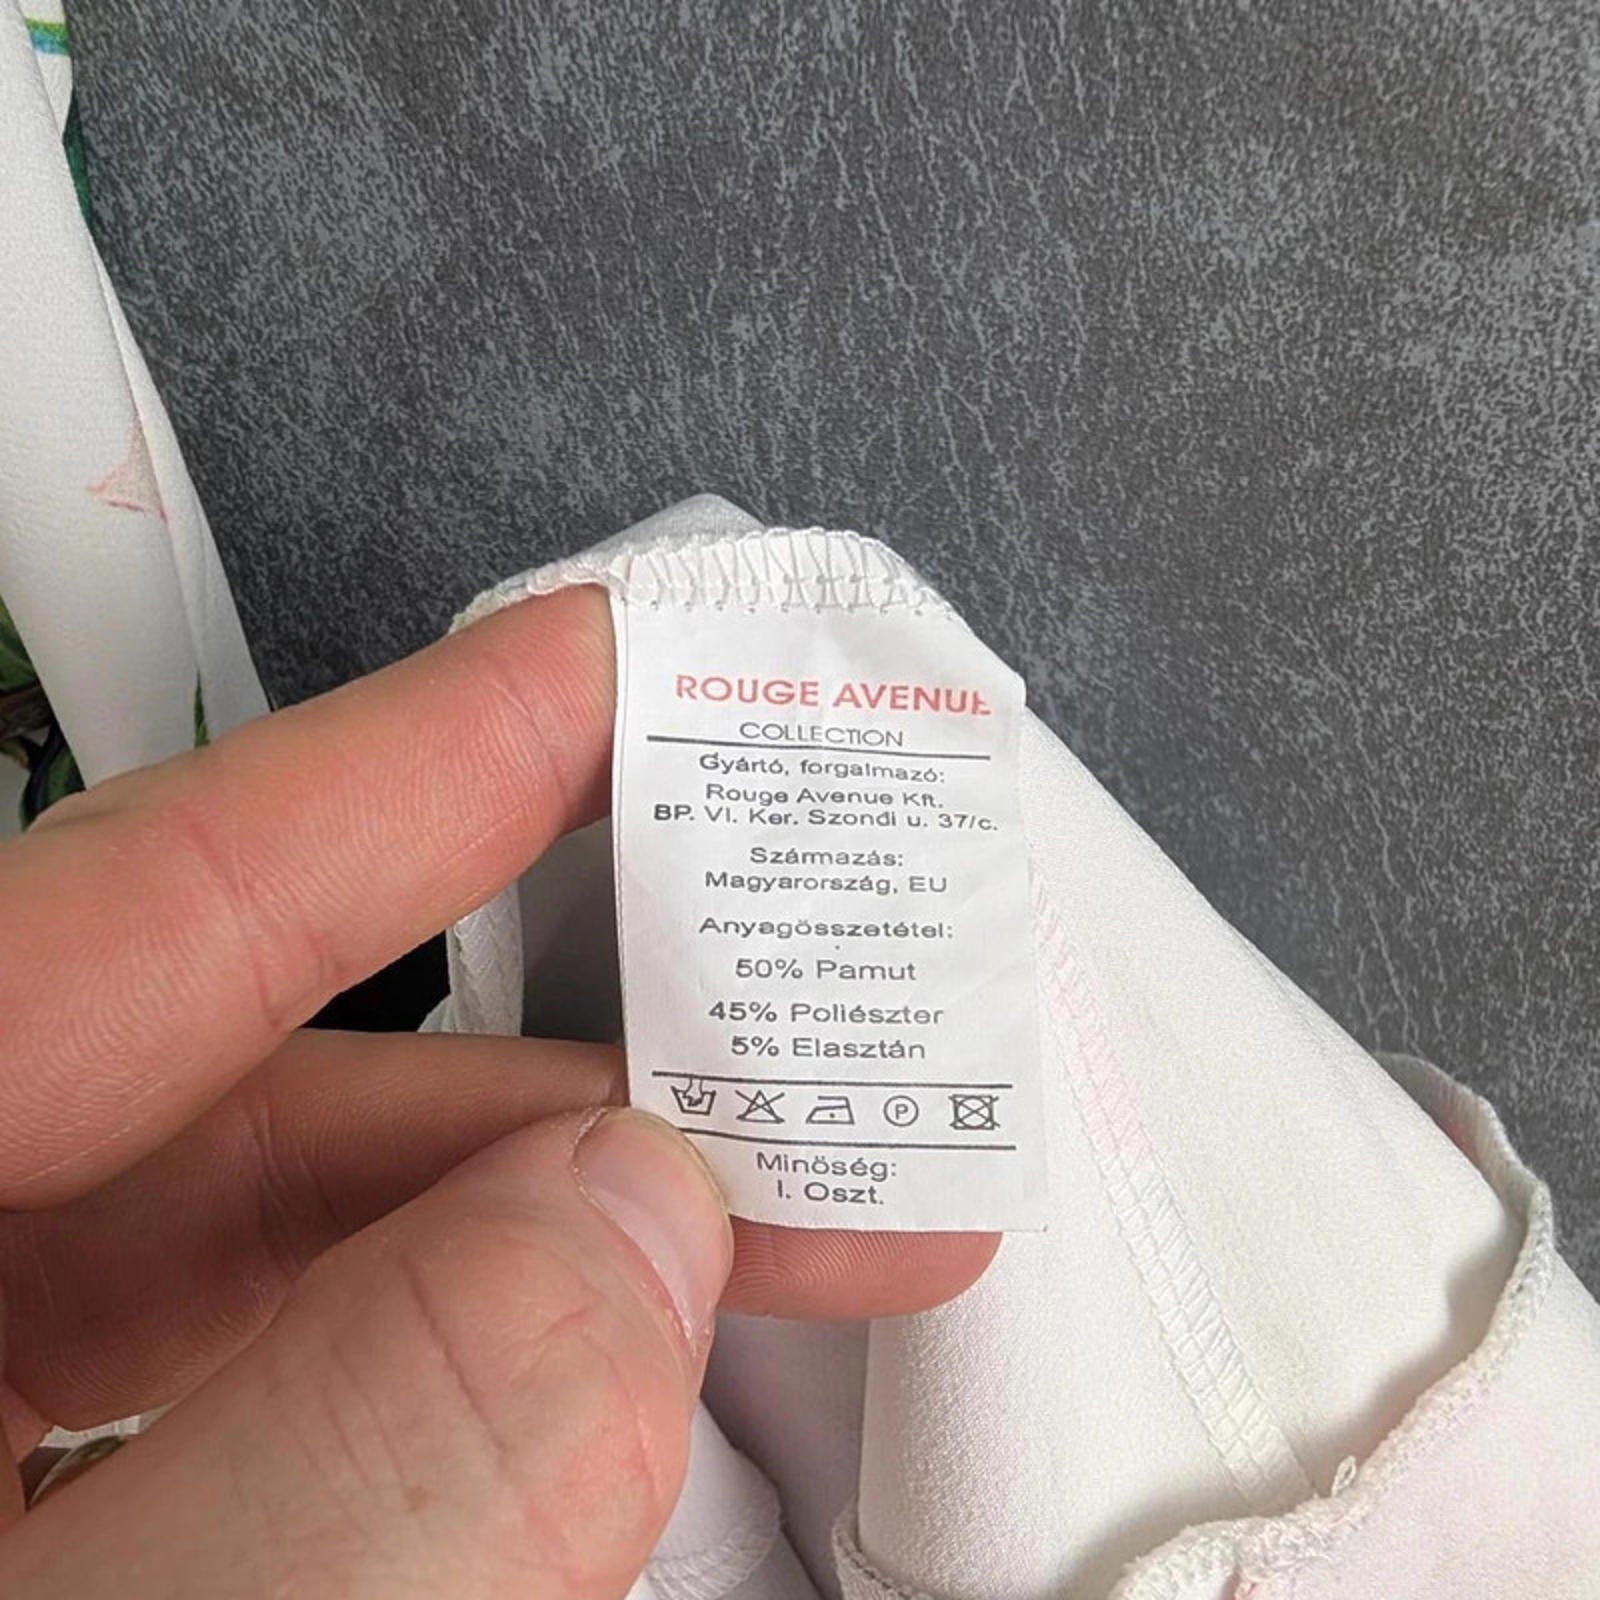 ROUGE AVENUE
COLLECTION
Gyártó, forgalmazó:
Rouge Avenue Kft.
BP. VI. Ker. Szondi u. 37/c.
Származás:
Magyarország, EU
Anyagösszetétel:
50% Pamut
45% Poliészter
5% Elasztán
P
Minöség:
I. Oszt.